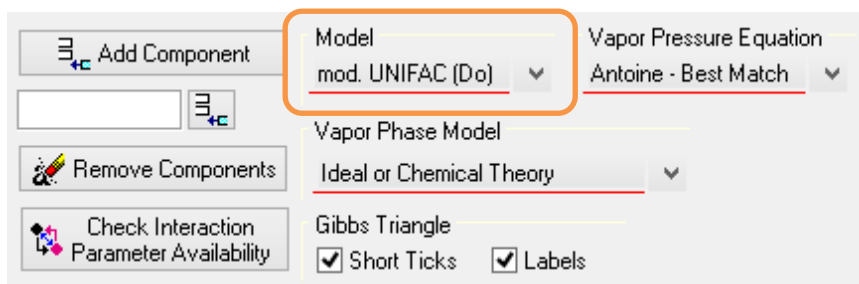 Add Component
Remove Components
Check Interaction
Parameter Availability
Model
mod. UNIFAC (Do)
Vapor Pressure Equation
Antoine - Best Match
Vapor Phase Model
Ideal or Chemical Theory
Gibbs Triangle
Short Ticks
Labels